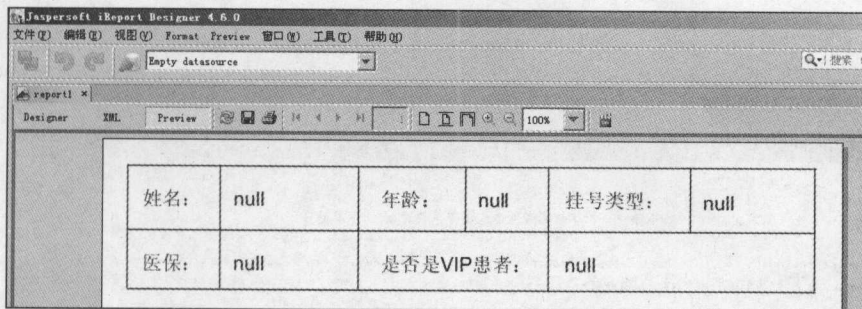 Jaspersoft iReport Designer 4.6.0
文件(F) 编辑(E) 视图(V) Format Preview 窗口(W) 工具(T) 帮助(H)
Empty datasource
搜索
report1 ×
Designer XML Preview 1 100%
姓名： null 年龄： null 挂号类型： null
医保： null 是否是VIP患者： null